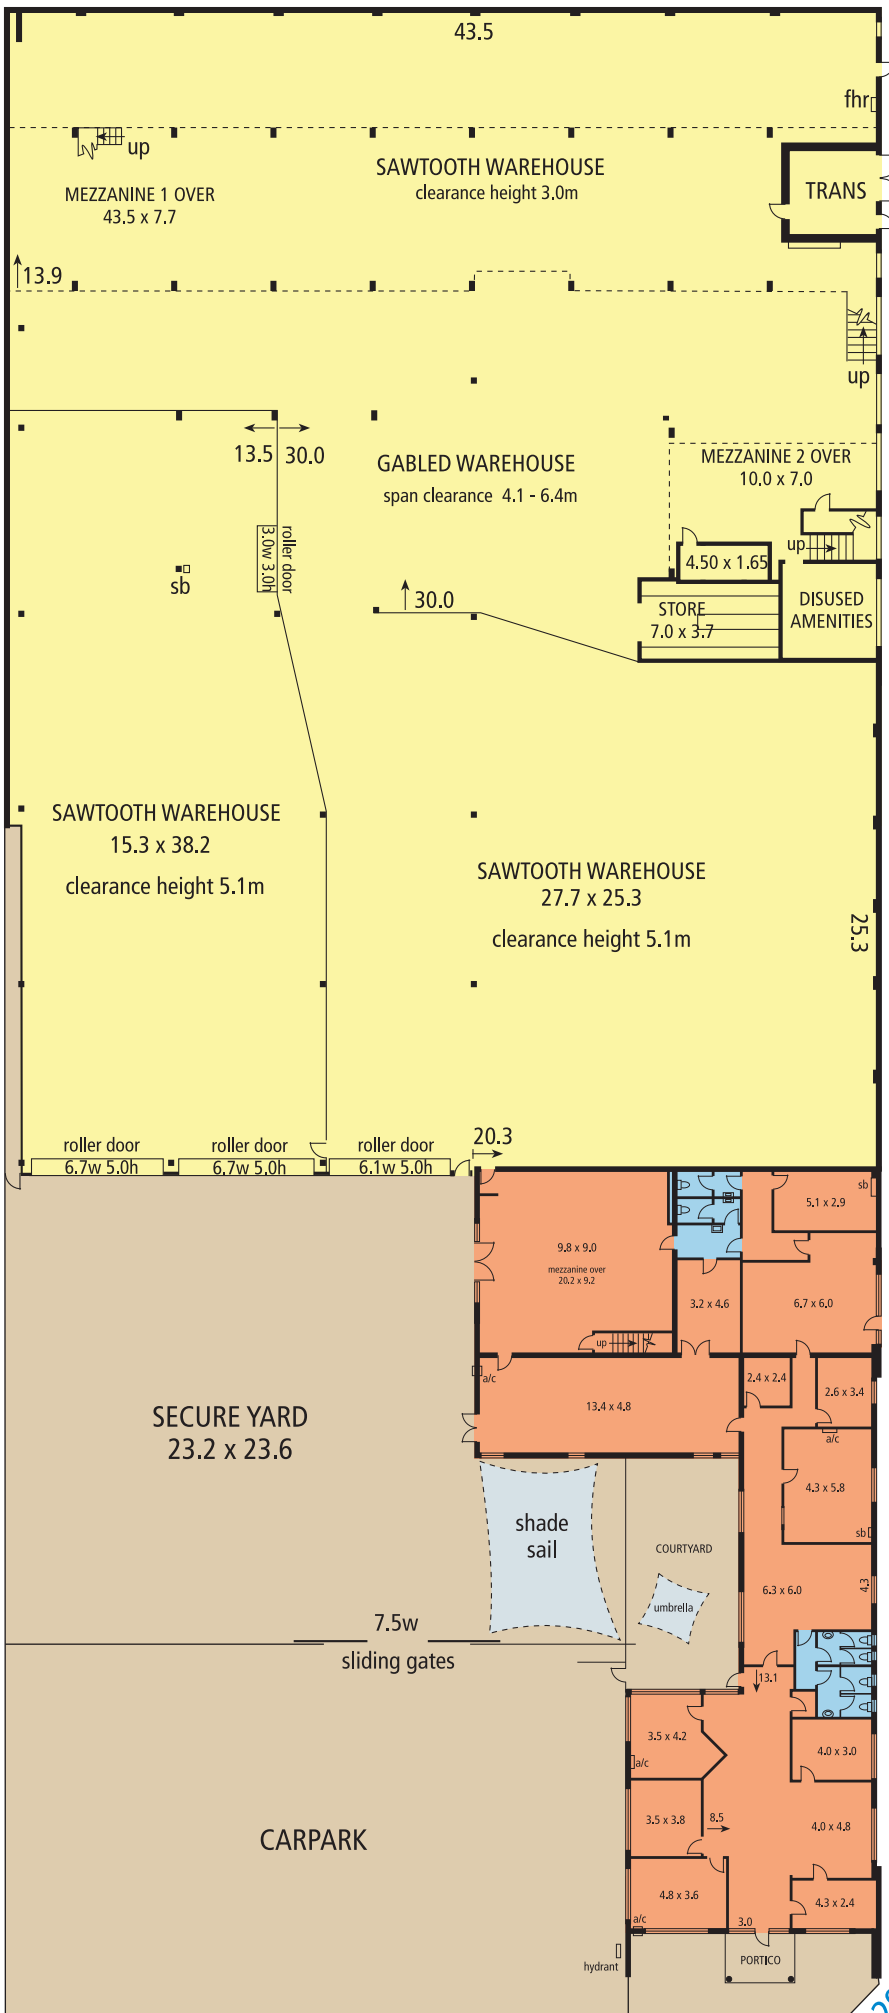 43.5
fhr
up
SAWTOOTH WAREHOUSE
clearance height 3.0m
TRANS
MEZZANINE 1 OVER
43.5 x 7.7
13.9
up
13.5
30.0
GABLED WAREHOUSE
span clearance 4.1 - 6.4m
MEZZANINE 2 OVER
10.0 x 7.0
roller door
3.0w 3.0h
up
4.50 x 1.65
sb
30.0
STORE
7.0 x 3.7
DISUSED
AMENITIES
SAWTOOTH WAREHOUSE
15.3 x 38.2
clearance height 5.1m
SAWTOOTH WAREHOUSE
27.7 x 25.3
clearance height 5.1m
25.3
roller door
6.7w 5.0h
roller door
6.7w 5.0h
roller door
6.1w 5.0h
20.3
sb
5.1 x 2.9
9.8 x 9.0
mezzanine over
20.2 x 9.2
3.2 x 4.6
6.7 x 6.0
up
a/c
2.4 x 2.4
2.6 x 3.4
13.4 x 4.8
a/c
SECURE YARD
23.2 x 23.6
4.3 x 5.8
shade
sail
sb
COURTYARD
6.3 x 6.0
4.3
umbrella
7.5w
sliding gates
13.1
3.5 x 4.2
4.0 x 3.0
a/c
3.5 x 3.8
8.5
4.0 x 4.8
CARPARK
4.8 x 3.6
4.3 x 2.4
a/c
3.0
hydrant
PORTICO